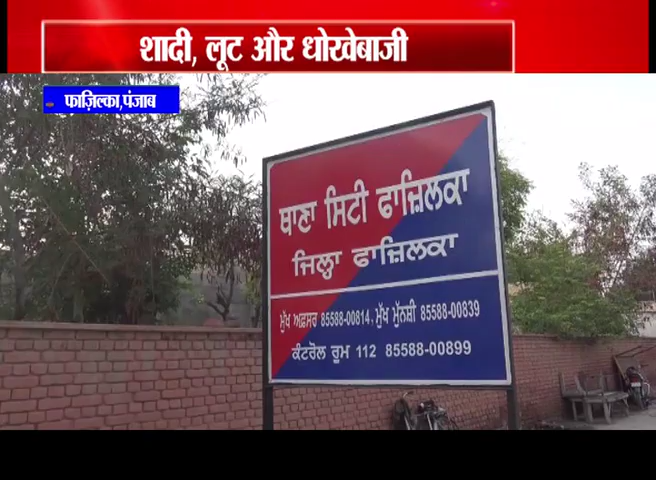 शादी, लूट और धोखेबाजी
फाज़िल्का,पंजाब
ਥਾਣਾ ਸਿਟੀ ਫਾਜ਼ਿਲਕਾ
ਜਿਲ੍ਹਾ ਫਾਜ਼ਿਲਕਾ
ਮੁੱਖ ਅਫ਼ਸਰ 85588-00814, ਮੁੱਖ ਮੁੱਨਸ਼ੀ 85588-00839
ਕੰਟਰੋਲ ਰੂਮ 112 85588-00899